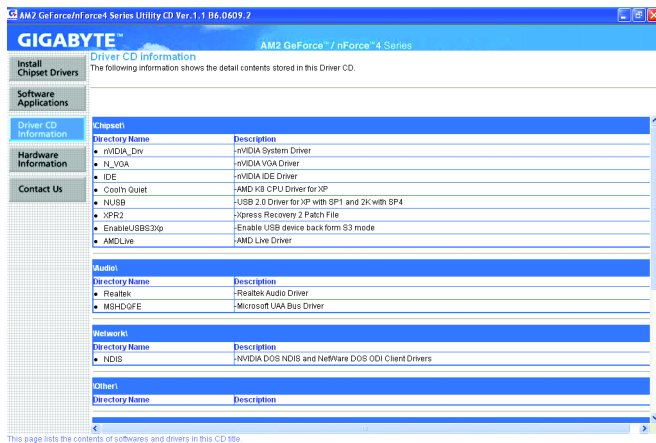 AM2 GeForce/nForce4 Series Utility CD Ver.1.1 B6.0609.2
GIGABYTE™
AM2 GeForce™ / nForce™4 Series
Install
Chipset Drivers
Software
Applications
Driver CD
Information
Hardware
Information
Contact Us
Driver CD information
The following information shows the detail contents stored in this Driver CD.
\Chipset\
Directory Name Description
• nVIDIA_Drv -nVIDIA System Driver
• N_VGA -nVIDIA VGA Driver
• IDE -nVIDIA IDE Driver
• Cool'n Quiet -AMD K8 CPU Driver for XP
• NUSB -USB 2.0 Driver for XP with SP1 and 2K with SP4
• XPR2 -Xpress Recovery 2 Patch File
• EnableUSBS3Xp -Enable USB device back form S3 mode
• AMDLive -AMD Live Driver
\Audio\
Directory Name Description
• Realtek -Realtek Audio Driver
• MSHDQFE -Microsoft UAA Bus Driver
\Network\
Directory Name Description
• NDIS -NVIDIA DOS NDIS and NetWare DOS ODI Client Drivers
\Other\
Directory Name Description
This page lists the contents of softwares and drivers in this CD title.